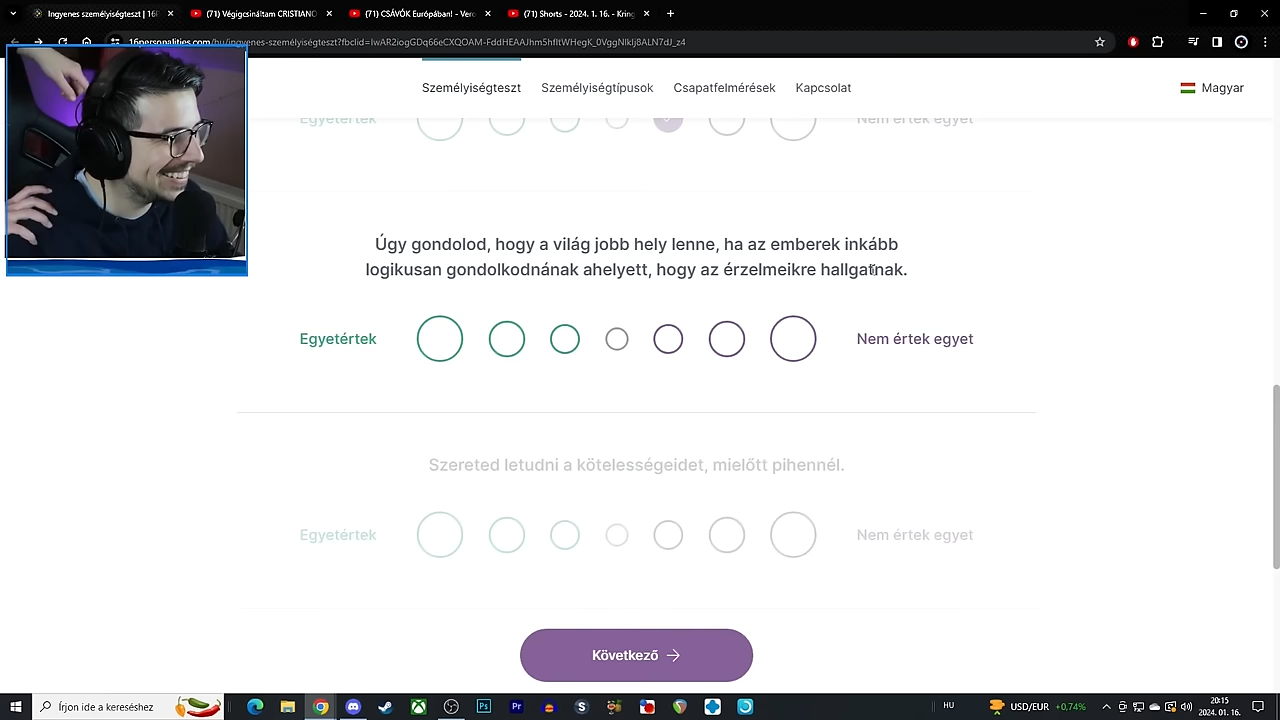 Személyiségteszt | 16P
(71) Végigcsináltam CRISTIANO
(71) CSÁVÓK Európában! - Verc
(71) Shorts - 2024. 1. 16. - Kring
Személyiségteszt
Személyiségtípusok
Csapatfelmérések
Kapcsolat
Magyar
Egyetértek
Nem értek egyet
Úgy gondolod, hogy a világ jobb hely lenne, ha az emberek inkább
logikusan gondolkodnának ahelyett, hogy az érzelmeikre hallgatnak.
Egyetértek
Nem értek egyet
Szereted letudni a kötelességeidet, mielőtt pihennél.
Egyetértek
Nem értek egyet
Következő
Írjon ide a kereséshez
HU
USD/EUR +0,74%
20:15
2024. 01. 16.